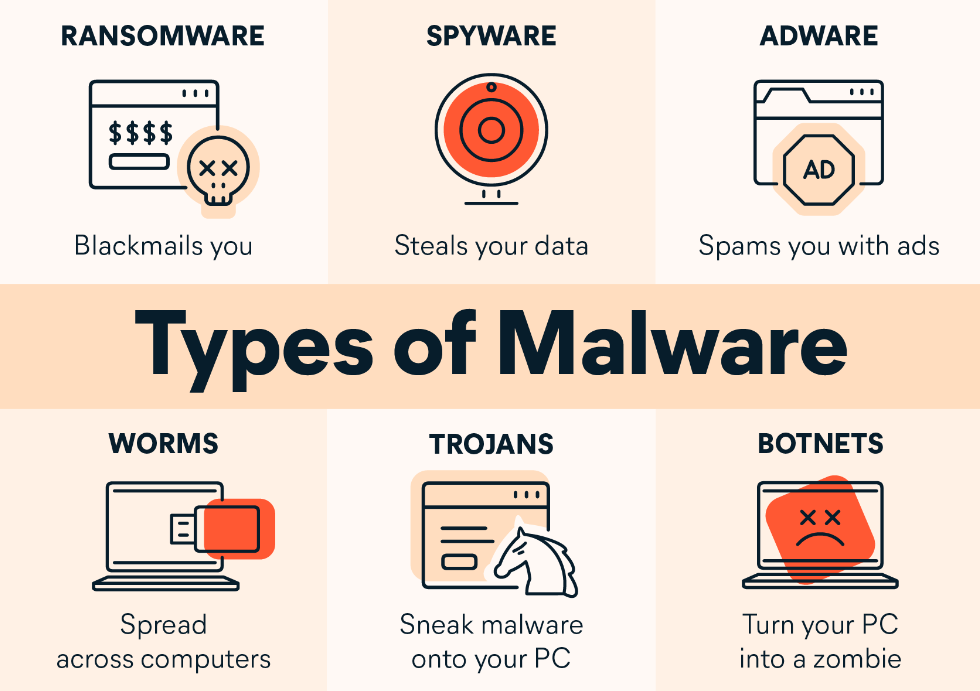 RANSOMWARE
SPYWARE
ADWARE
$$$$
AD
Blackmails you
Steals your data
Spams you with ads
Types of Malware
WORMS
TROJANS
BOTNETS
Spread
across computers
Sneak malware
onto your PC
Turn your PC
into a zombie